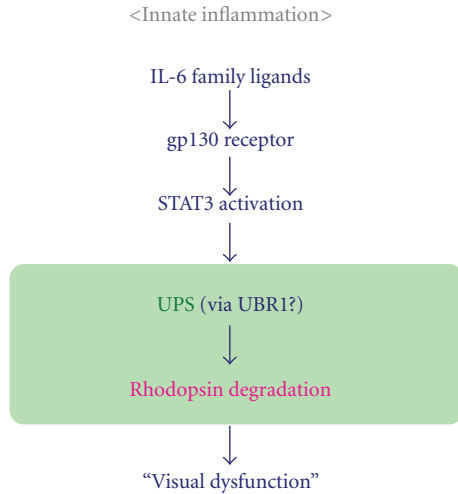 <Innate inflammation>
IL-6 family ligands
gp130 receptor
STAT3 activation
UPS (via UBR1?)
Rhodopsin degradation
“Visual dysfunction”